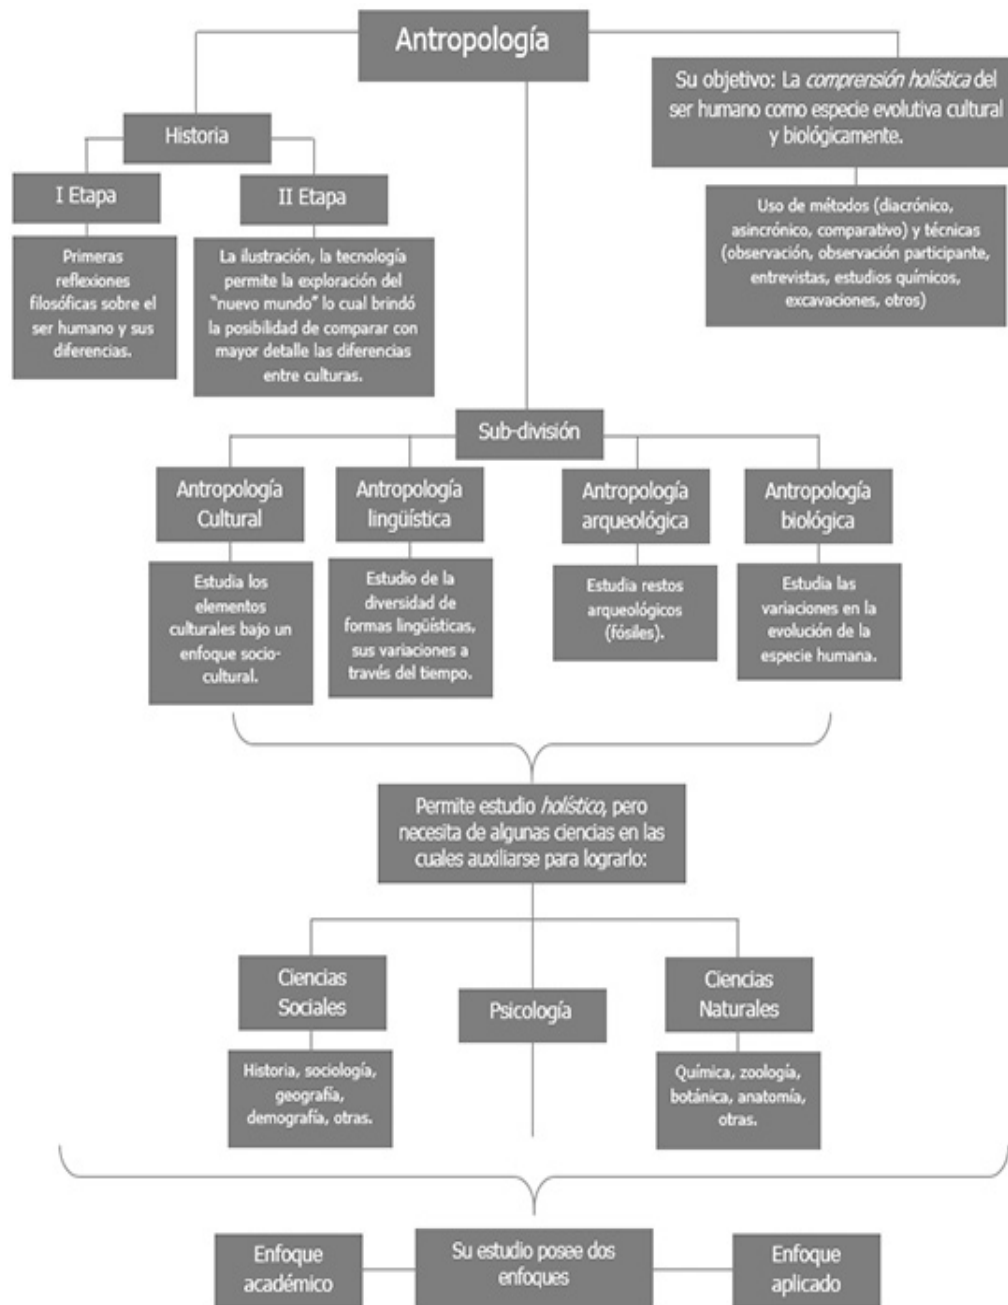 Antropología
Su objetivo: La comprensión holística del
ser humano como especie evolutiva cultural
y biológicamente.
Uso de métodos (diacrónico,
asincrónico, comparativo) y técnicas
(observación, observación participante,
entrevistas, estudios químicos,
excavaciones, otros)
Historia
I Etapa
Primeras
reflexiones
filosóficas sobre el
ser humano y sus
diferencias.
II Etapa
La ilustración, la tecnología
permite la exploración del
"nuevo mundo" lo cual brindó
la posibilidad de comparar con
mayor detalle las diferencias
entre culturas.
Sub-división
Antropología
Cultural
Estudia los
elementos
culturales bajo un
enfoque socio-
cultural.
Antropología
lingüística
Estudio de la
diversidad de
formas lingüísticas,
sus variaciones a
través del tiempo.
Antropología
arqueológica
Estudia restos
arqueológicos
(fósiles).
Antropología
biológica
Estudia las
variaciones en la
evolución de la
especie humana.
Permite estudio holístico, pero
necesita de algunas ciencias en las
cuales auxiliarse para lograrlo:
Ciencias
Sociales
Historia, sociología,
geografía,
demografía, otras.
Psicología
Ciencias
Naturales
Química, zoología,
botánica, anatomía,
otras.
Enfoque
académico
Su estudio posee dos
enfoques
Enfoque
aplicado